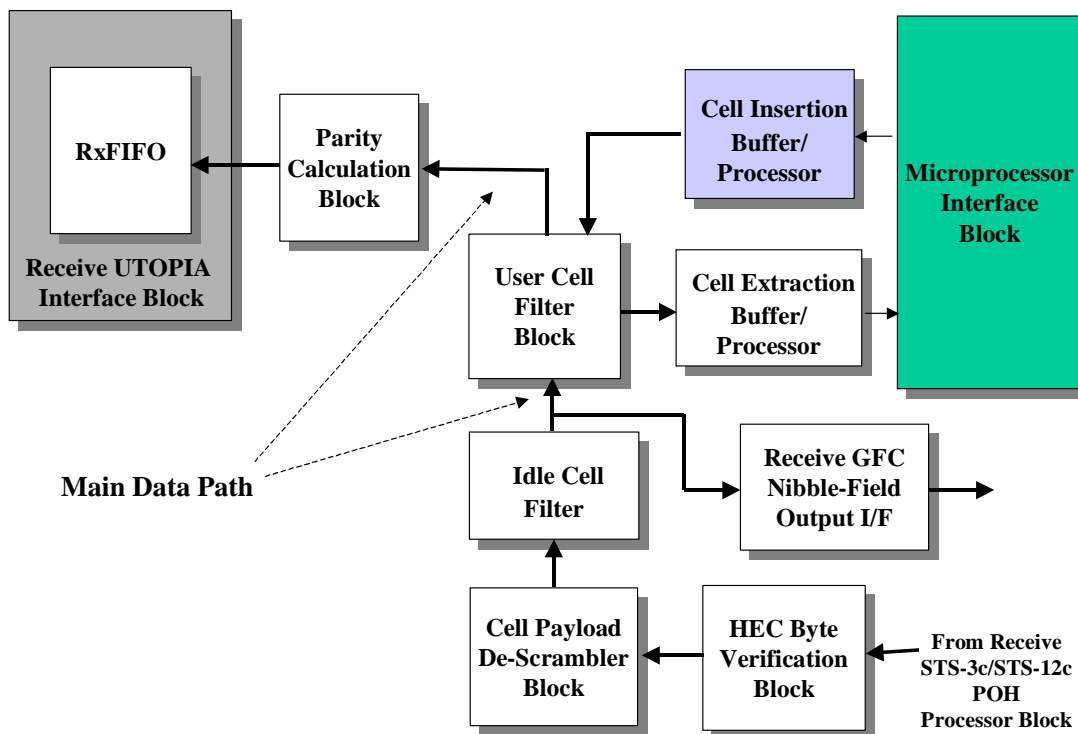 RxFIFO
Receive UTOPIA
Interface Block
Parity
Calculation
Block
Cell Insertion
Buffer/
Processor
Microprocessor
Interface
Block
User Cell
Filter
Block
Cell Extraction
Buffer/
Processor
Main Data Path
Idle Cell
Filter
Receive GFC
Nibble-Field
Output I/F
Cell Payload
De-Scrambler
Block
HEC Byte
Verification
Block
From Receive
STS-3c/STS-12c
POH
Processor Block